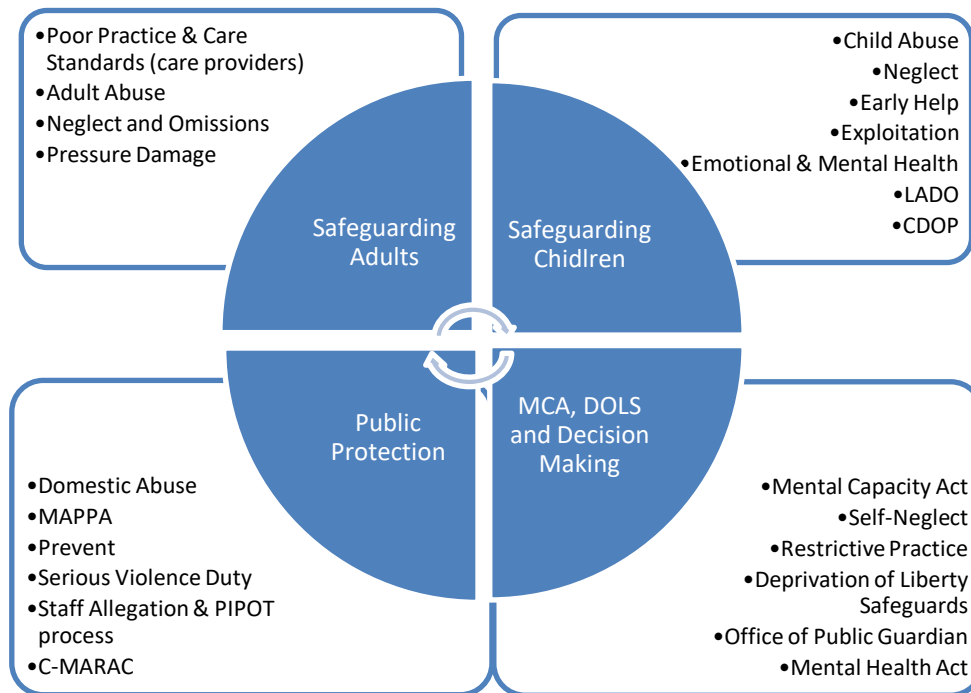 •Poor Practice & Care
Standards (care providers)
•Adult Abuse
•Neglect and Omissions
•Pressure Damage
•Child Abuse
•Neglect
•Early Help
•Exploitation
•Emotional & Mental Health
•LADO
•CDOP
Safeguarding
Adults
Safeguarding
Chidlren
Public
Protection
MCA, DOLS
and Decision
Making
•Domestic Abuse
•MAPPA
•Prevent
•Serious Violence Duty
•Staff Allegation & PIPOT
process
•C-MARAC
•Mental Capacity Act
•Self-Neglect
•Restrictive Practice
•Deprivation of Liberty
Safeguards
•Office of Public Guardian
•Mental Health Act